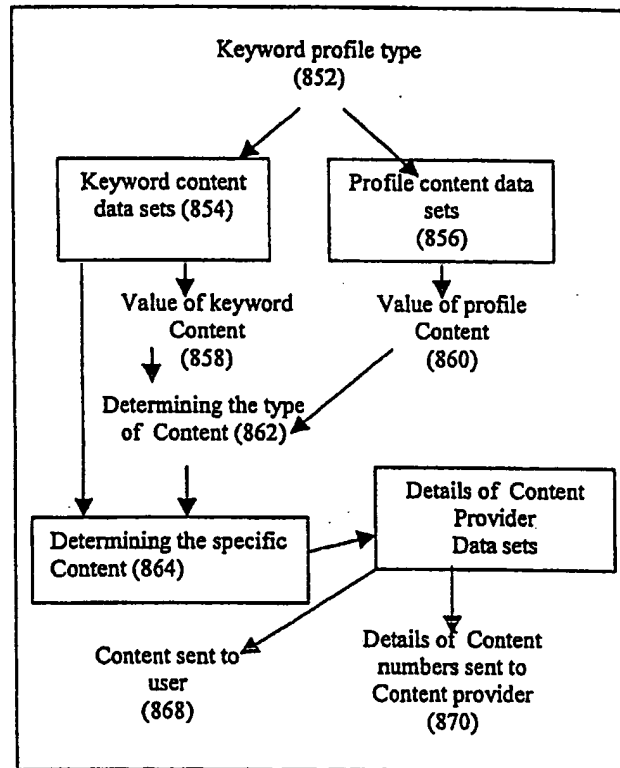 Keyword profile type
(852)
Keyword content
data sets (854)
Profile content data
sets
(856)
Value of keyword
Content
(858)
Value of profile
Content
(860)
Determining the type
of Content (862)
Determining the specific
Content (864)
Details of Content
Provider
Data sets
Content sent to
user
(868)
Details of Content
numbers sent to
Content provider
(870)